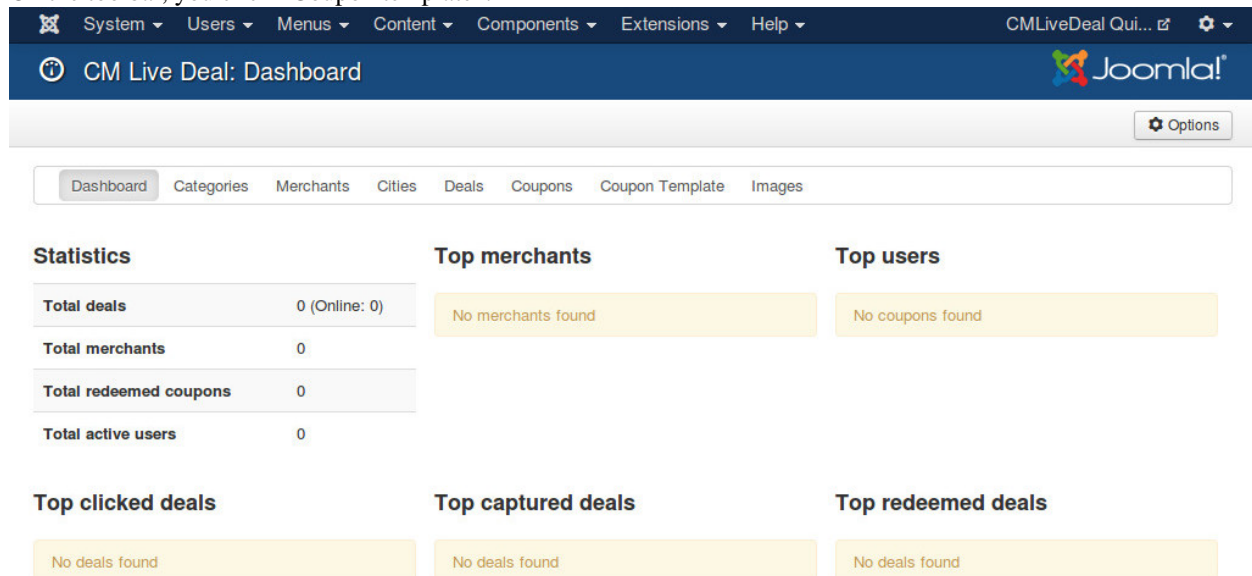 System Users Menus Content Components Extensions Help CMLiveDeal Qui...
CM Live Deal: Dashboard Joomla!®
Options
Dashboard Categories Merchants Cities Deals Coupons Coupon Template Images
Statistics Top merchants Top users
Total deals 0 (Online: 0) No merchants found No coupons found
Total merchants 0
Total redeemed coupons 0
Total active users 0
Top clicked deals Top captured deals Top redeemed deals
No deals found No deals found No deals found